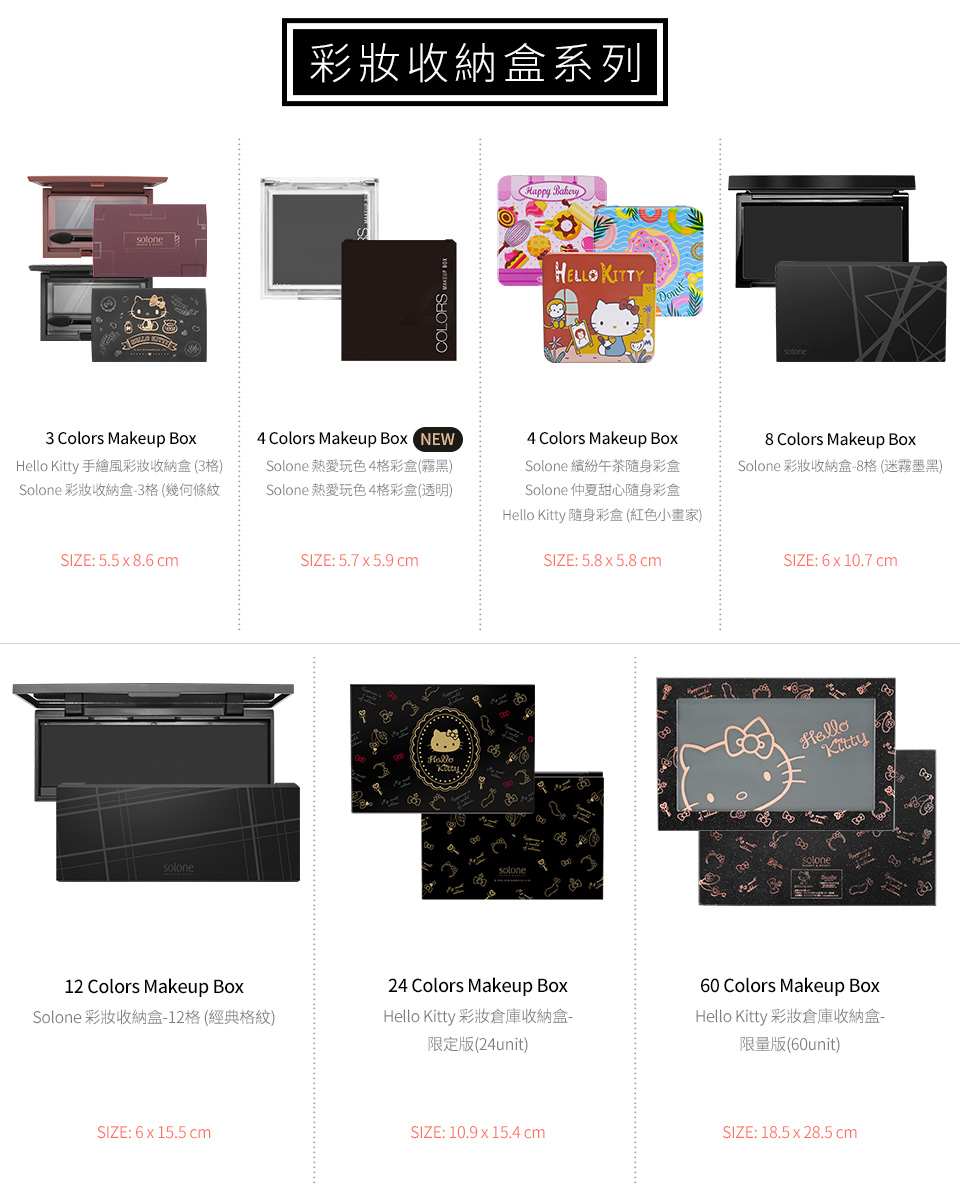 彩妝收納盒系列
solone
HELLO KITTY
COLORS MAKEUP BOX
Happy Bakery
Donut
HELLO KITTY
solone
3 Colors Makeup Box
Hello Kitty 手繪風彩妝收納盒 (3格)
Solone 彩妝收納盒-3格 (幾何條紋
SIZE: 5.5 x 8.6 cm
4 Colors Makeup Box NEW
Solone 熱愛玩色 4格彩盒(霧黑)
Solone 熱愛玩色 4格彩盒(透明)
SIZE: 5.7 x 5.9 cm
4 Colors Makeup Box
Solone 繽紛午茶隨身彩盒
Solone 仲夏甜心隨身彩盒
Hello Kitty 隨身彩盒 (紅色小畫家)
SIZE: 5.8 x 5.8 cm
8 Colors Makeup Box
Solone 彩妝收納盒-8格 (迷霧墨黑)
SIZE: 6 x 10.7 cm
solone
Hello
Kitty
solone
Hello
Kitty
solone
12 Colors Makeup Box
Solone 彩妝收納盒-12格 (經典格紋)
SIZE: 6 x 15.5 cm
24 Colors Makeup Box
Hello Kitty 彩妝倉庫收納盒-
限定版(24unit)
SIZE: 10.9 x 15.4 cm
60 Colors Makeup Box
Hello Kitty 彩妝倉庫收納盒-
限量版(60unit)
SIZE: 18.5 x 28.5 cm